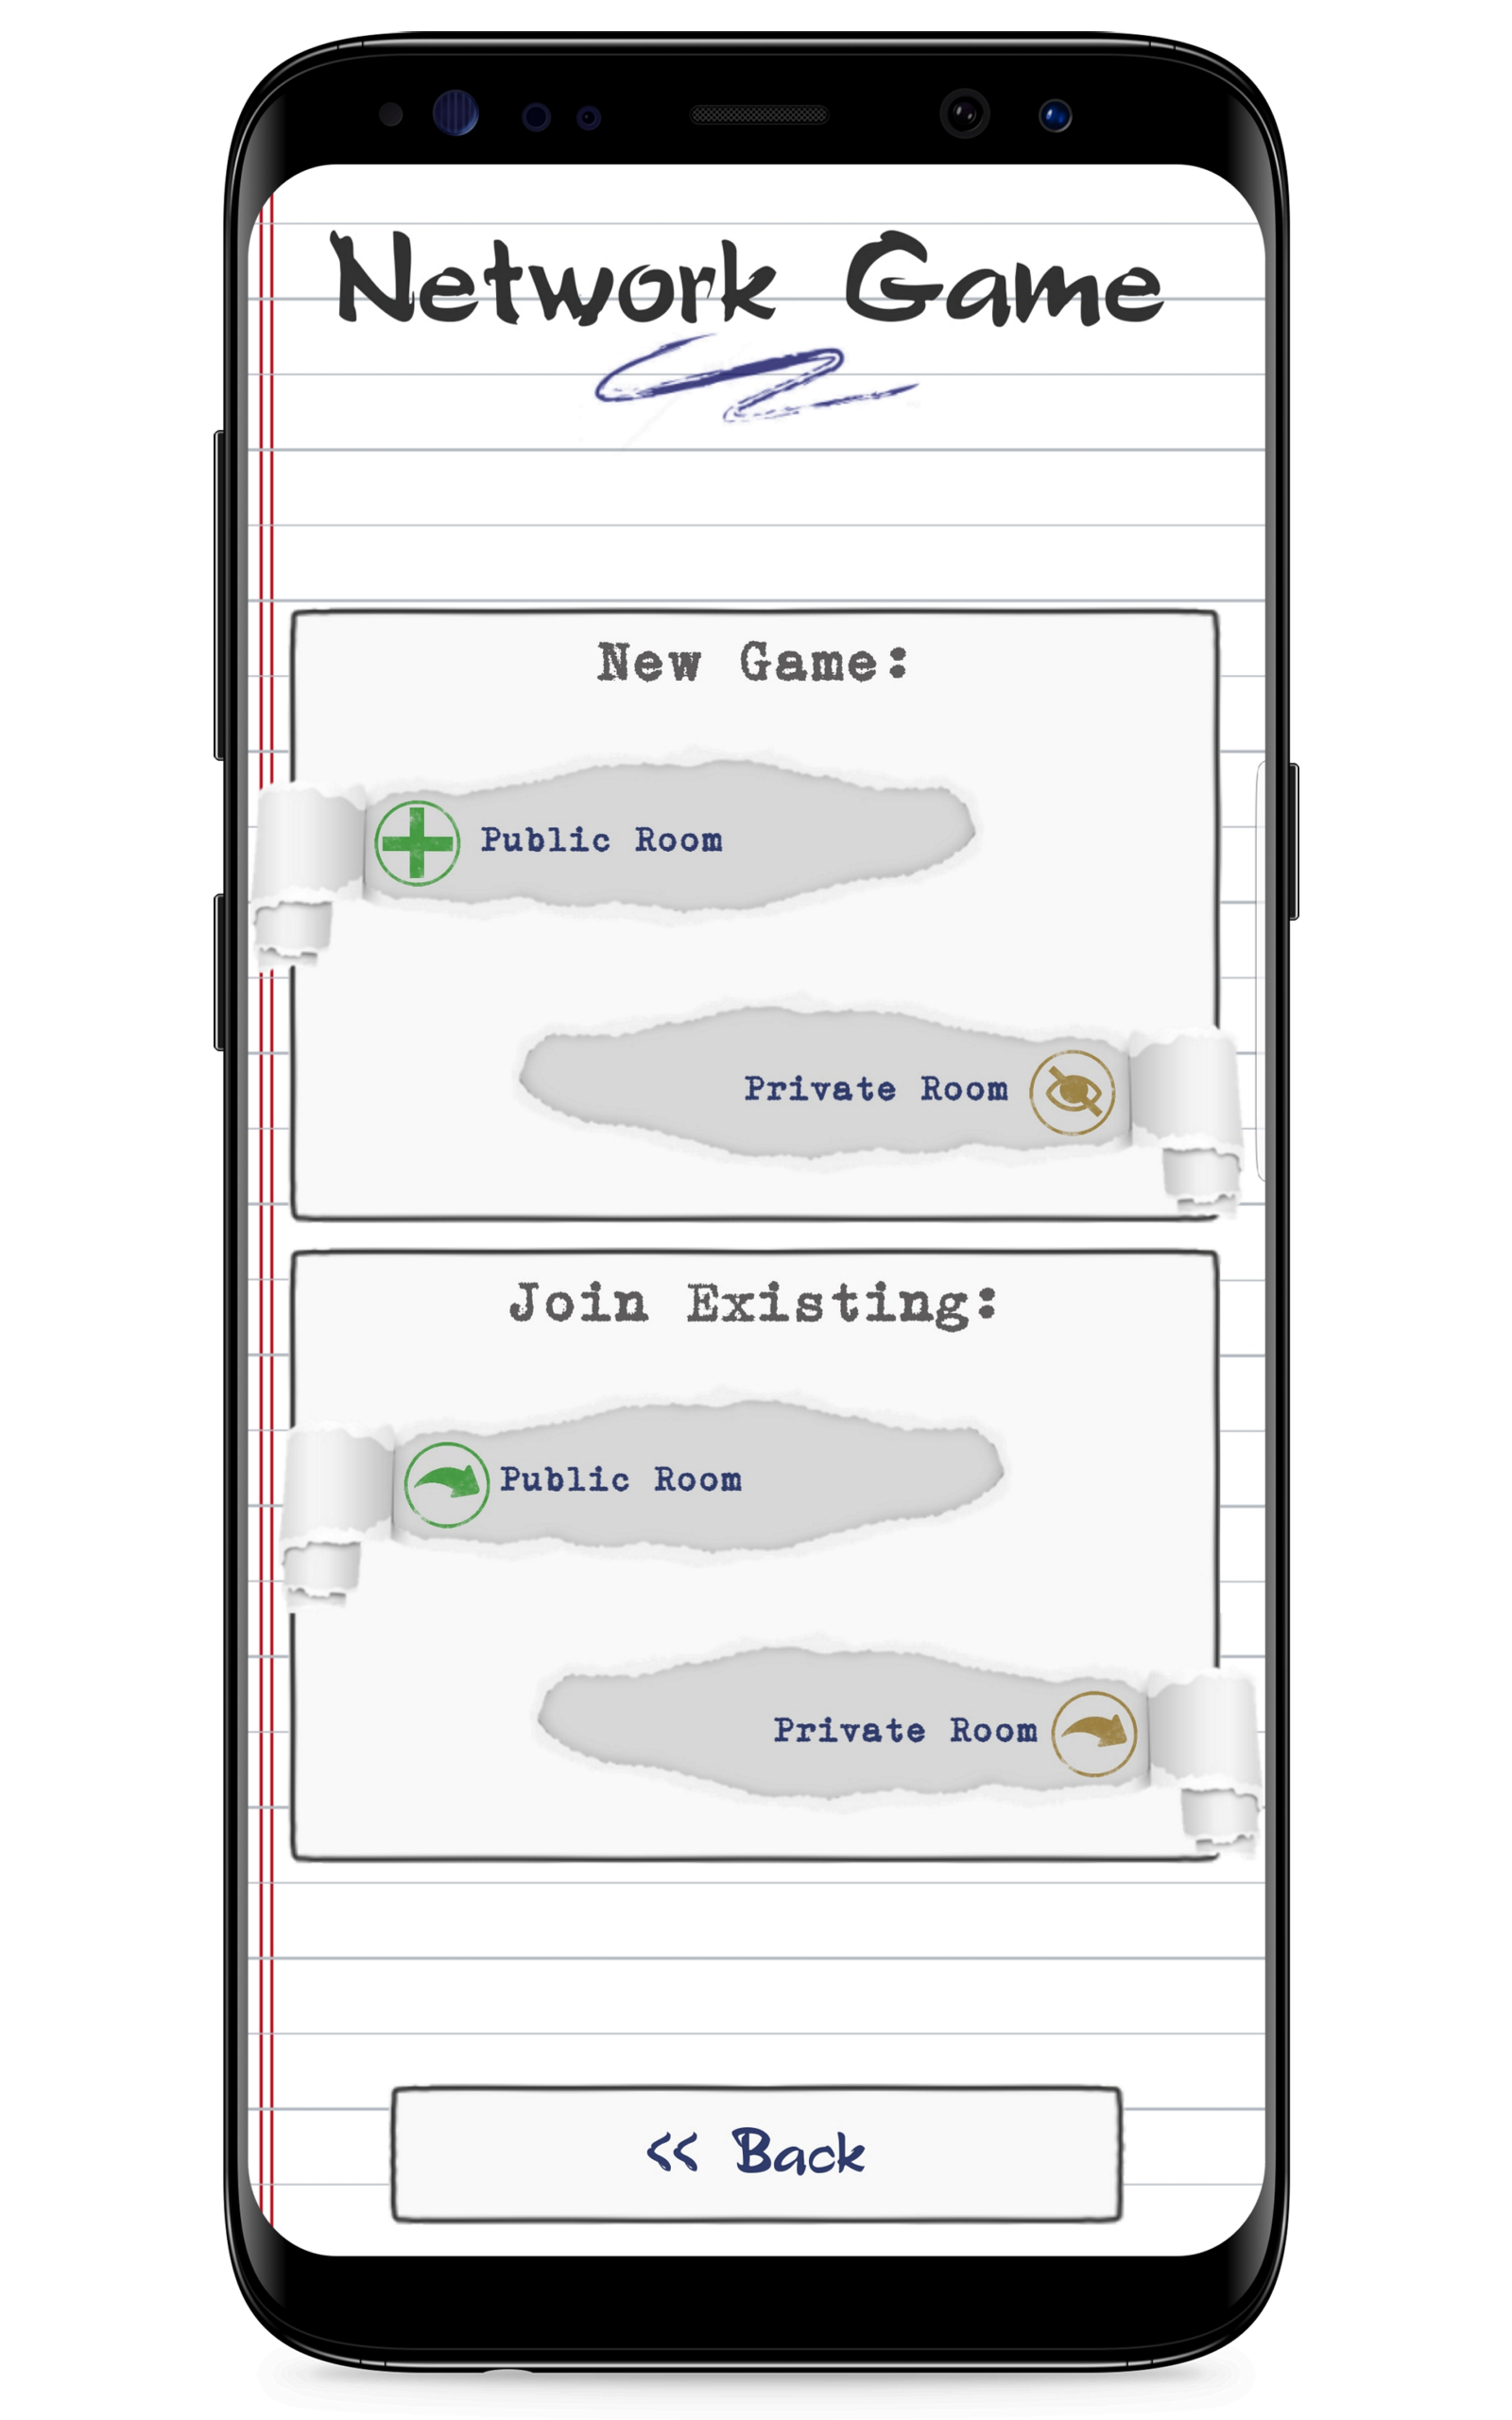 Network Game
New Game:
Public Room
Private Room
Join Existing:
Public Room
Private Room
<< Back